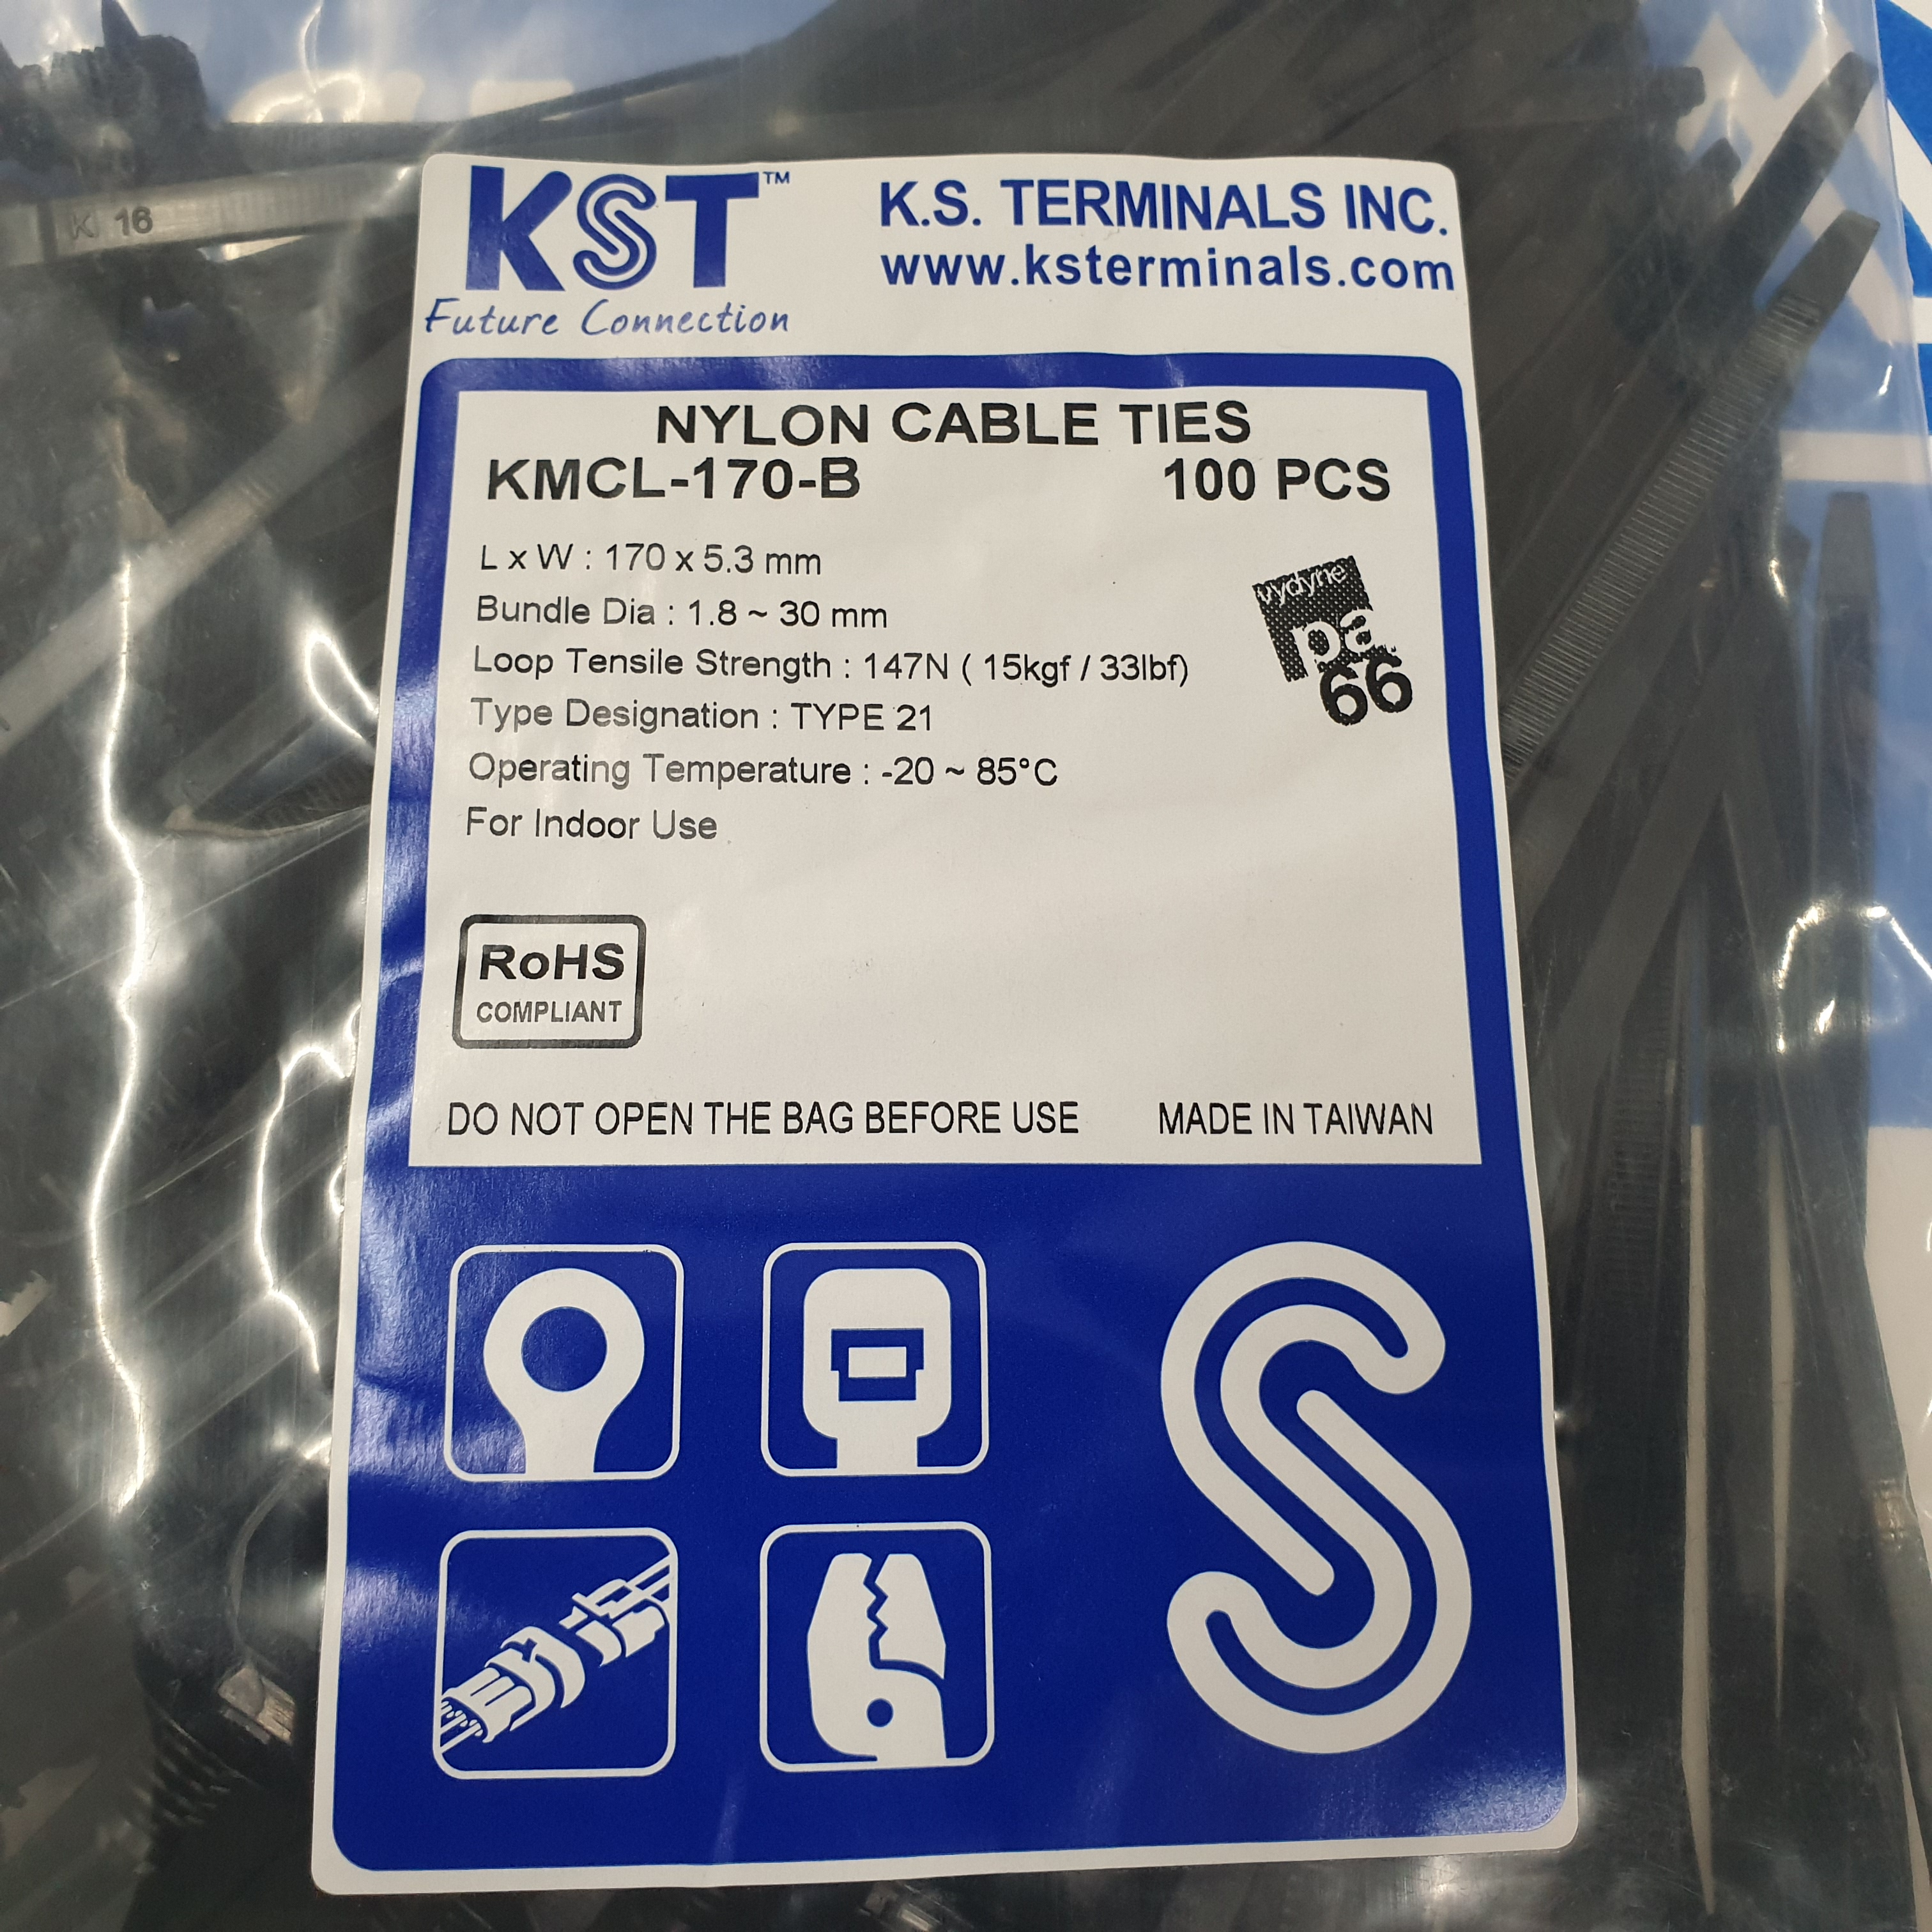 K 16
KST™
Future Connection
K.S. TERMINALS INC.
www.ksterminals.com
NYLON CABLE TIES
KMCL-170-B 100 PCS
L x W : 170 x 5.3 mm
Bundle Dia : 1.8 ~ 30 mm
Loop Tensile Strength : 147N ( 15kgf / 33lbf)
Type Designation : TYPE 21
Operating Temperature : -20 ~ 85°C
For Indoor Use
vydyne
pa
66
RoHS
COMPLIANT
DO NOT OPEN THE BAG BEFORE USE MADE IN TAIWAN
S